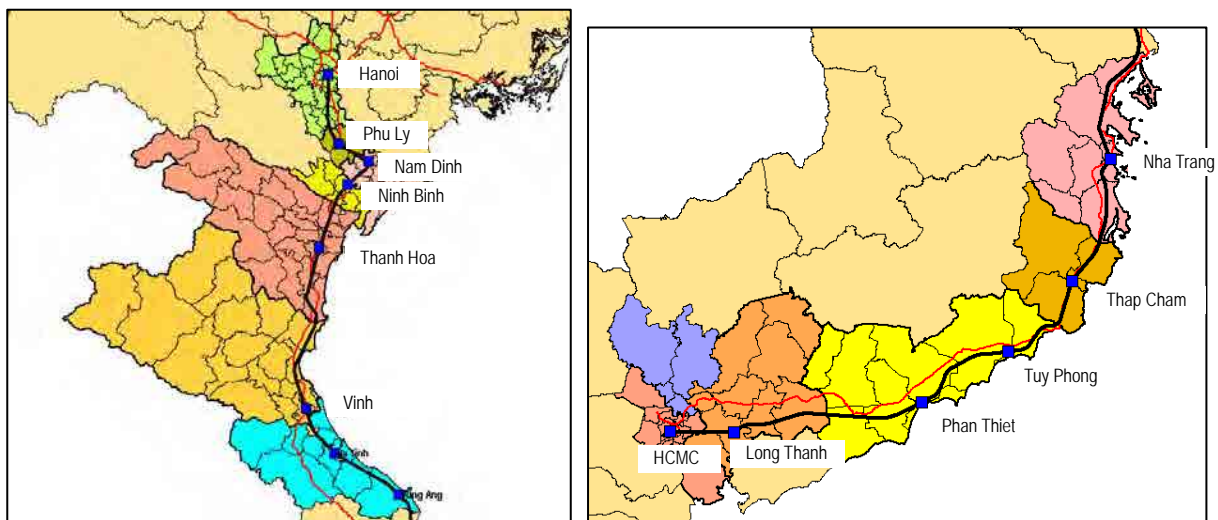 Hanoi
Phu Ly
Nam Dinh
Ninh Binh
Thanh Hoa
Vinh
Nha Trang
Thap Cham
Tuy Phong
Phan Thiet
Long Thanh
HCMC